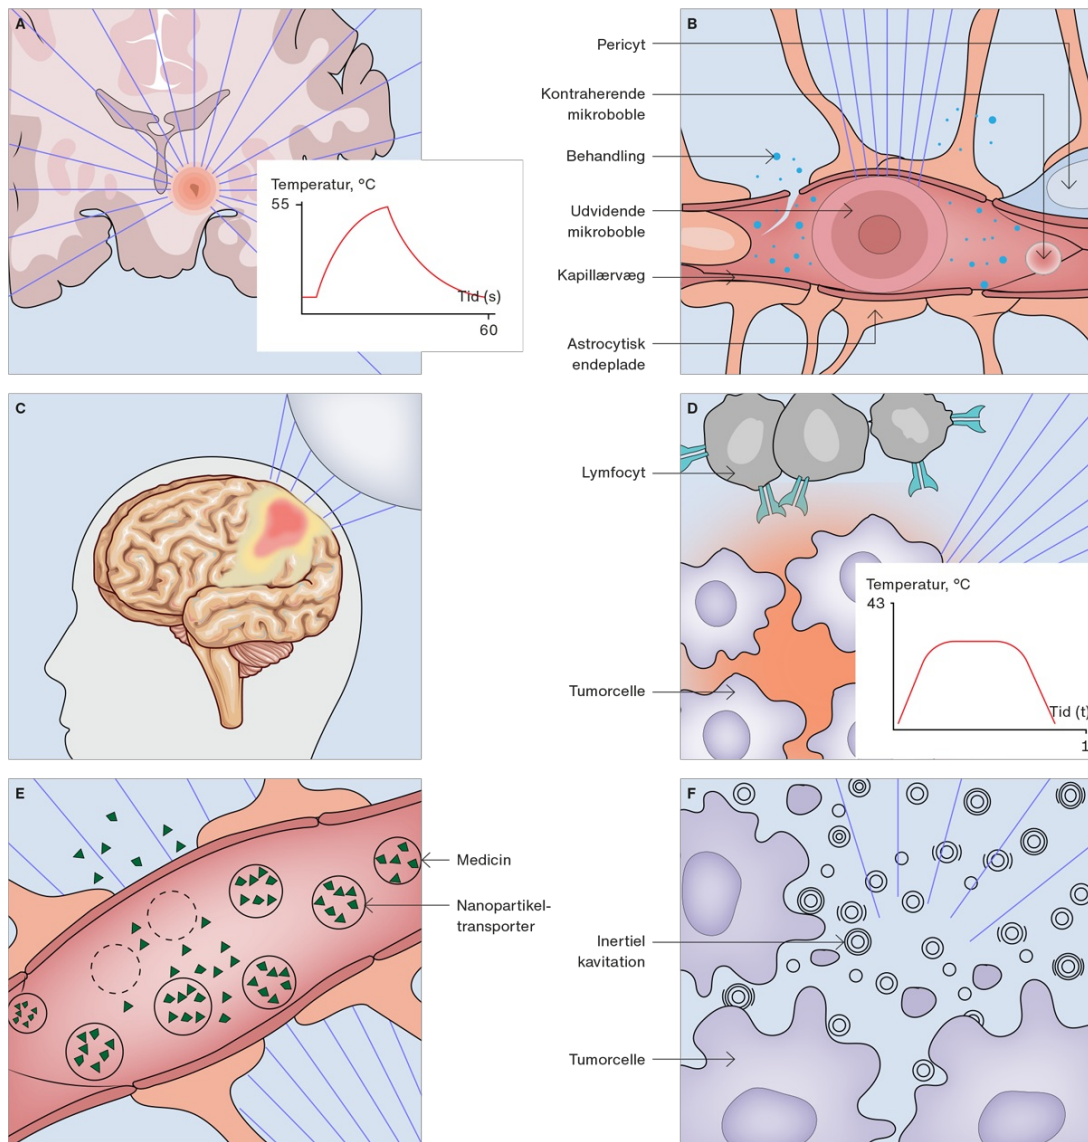 A
Temperatur, °C
55
Tid (s)
60
B
Pericyt
Kontraherende
mikroboble
Behandling
Udvidende
mikroboble
Kapillærvæg
Astrocytisk
endeplade
C
D
Lymfocyt
Temperatur, °C
43
Tumorcelle
Tid (t)
1
E
Medicin
Nanopartikel-
transporter
F
Inertiel
kavitation
Tumorcelle